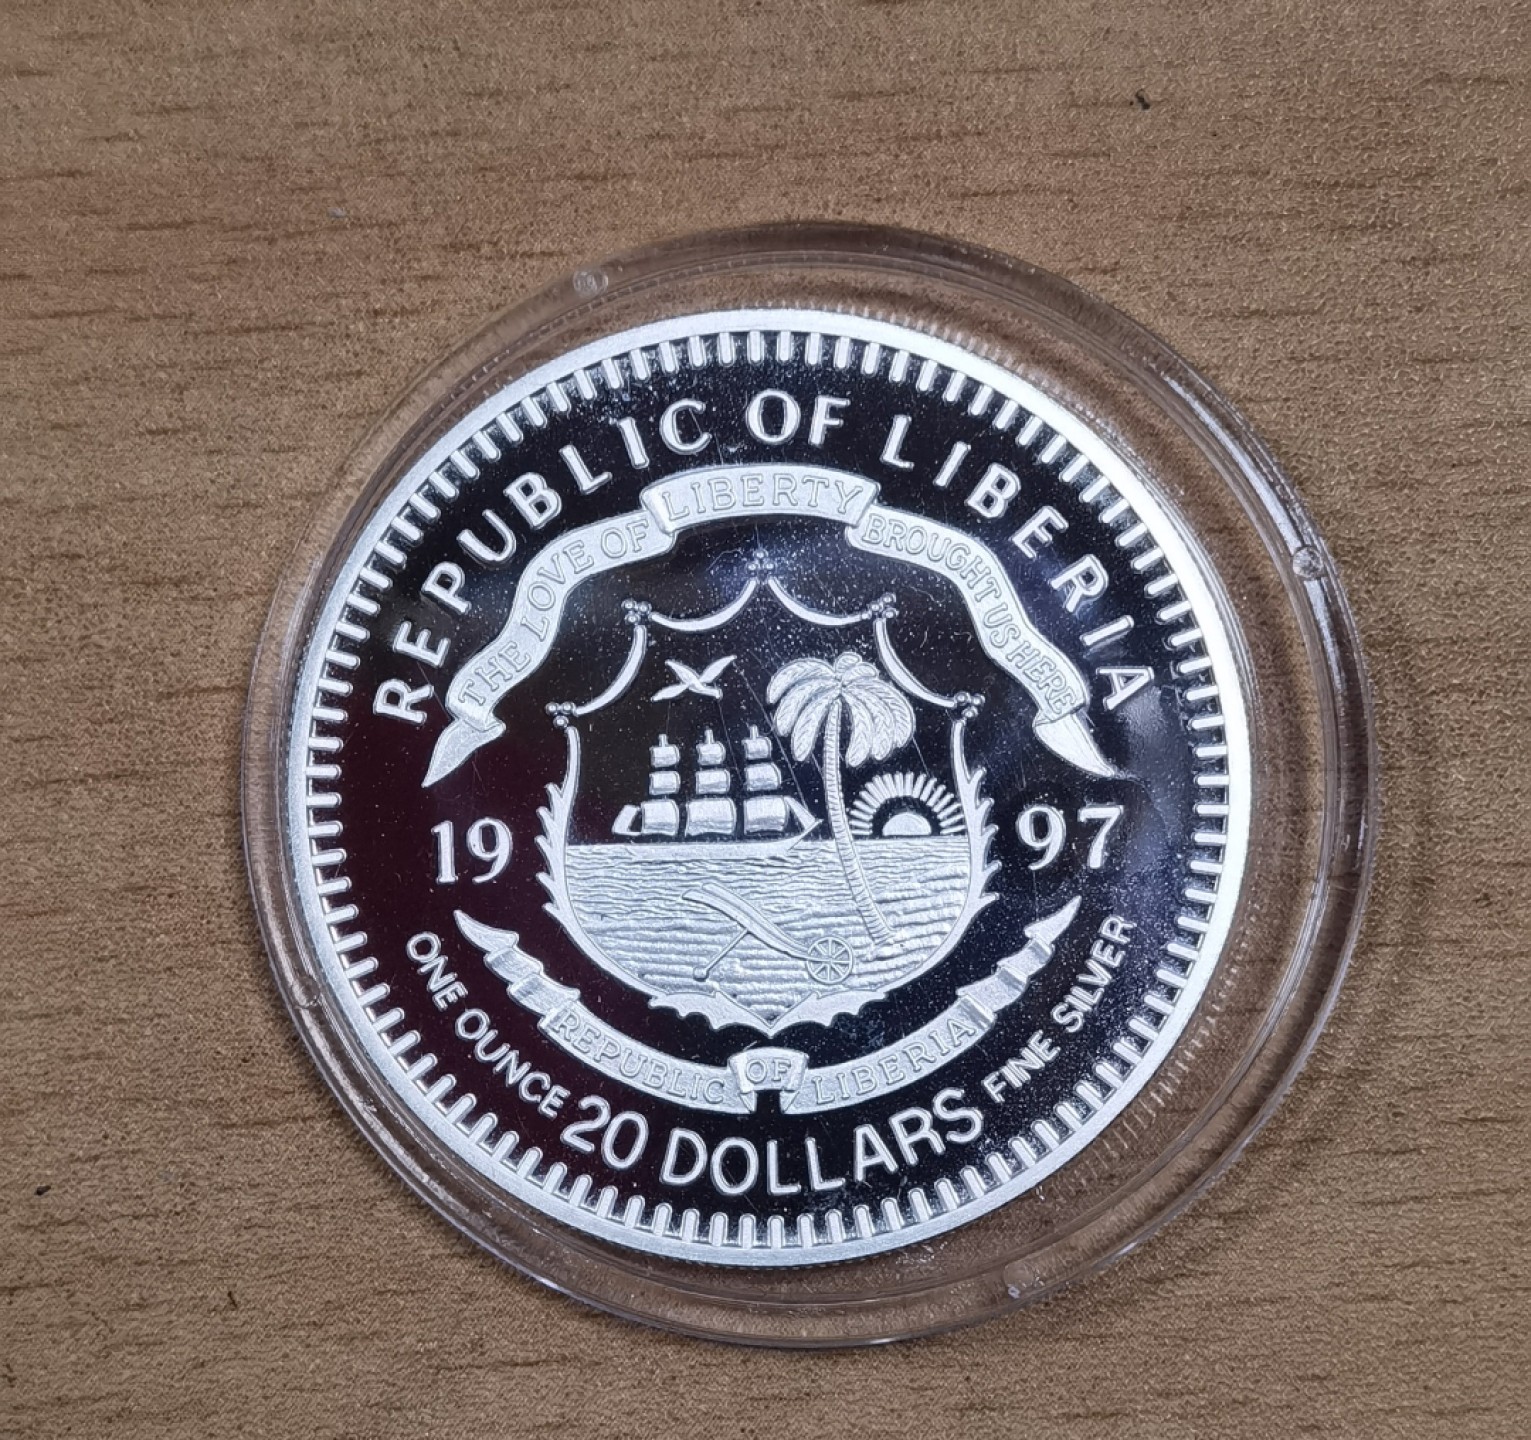 REPUBLIC OF LIBERIA
THE LOVE OF LIBERTY BROUGHT US HERE
19 97
REPUBLIC OF LIBERIA
ONE OUNCE 20 DOLLARS FINE SILVER